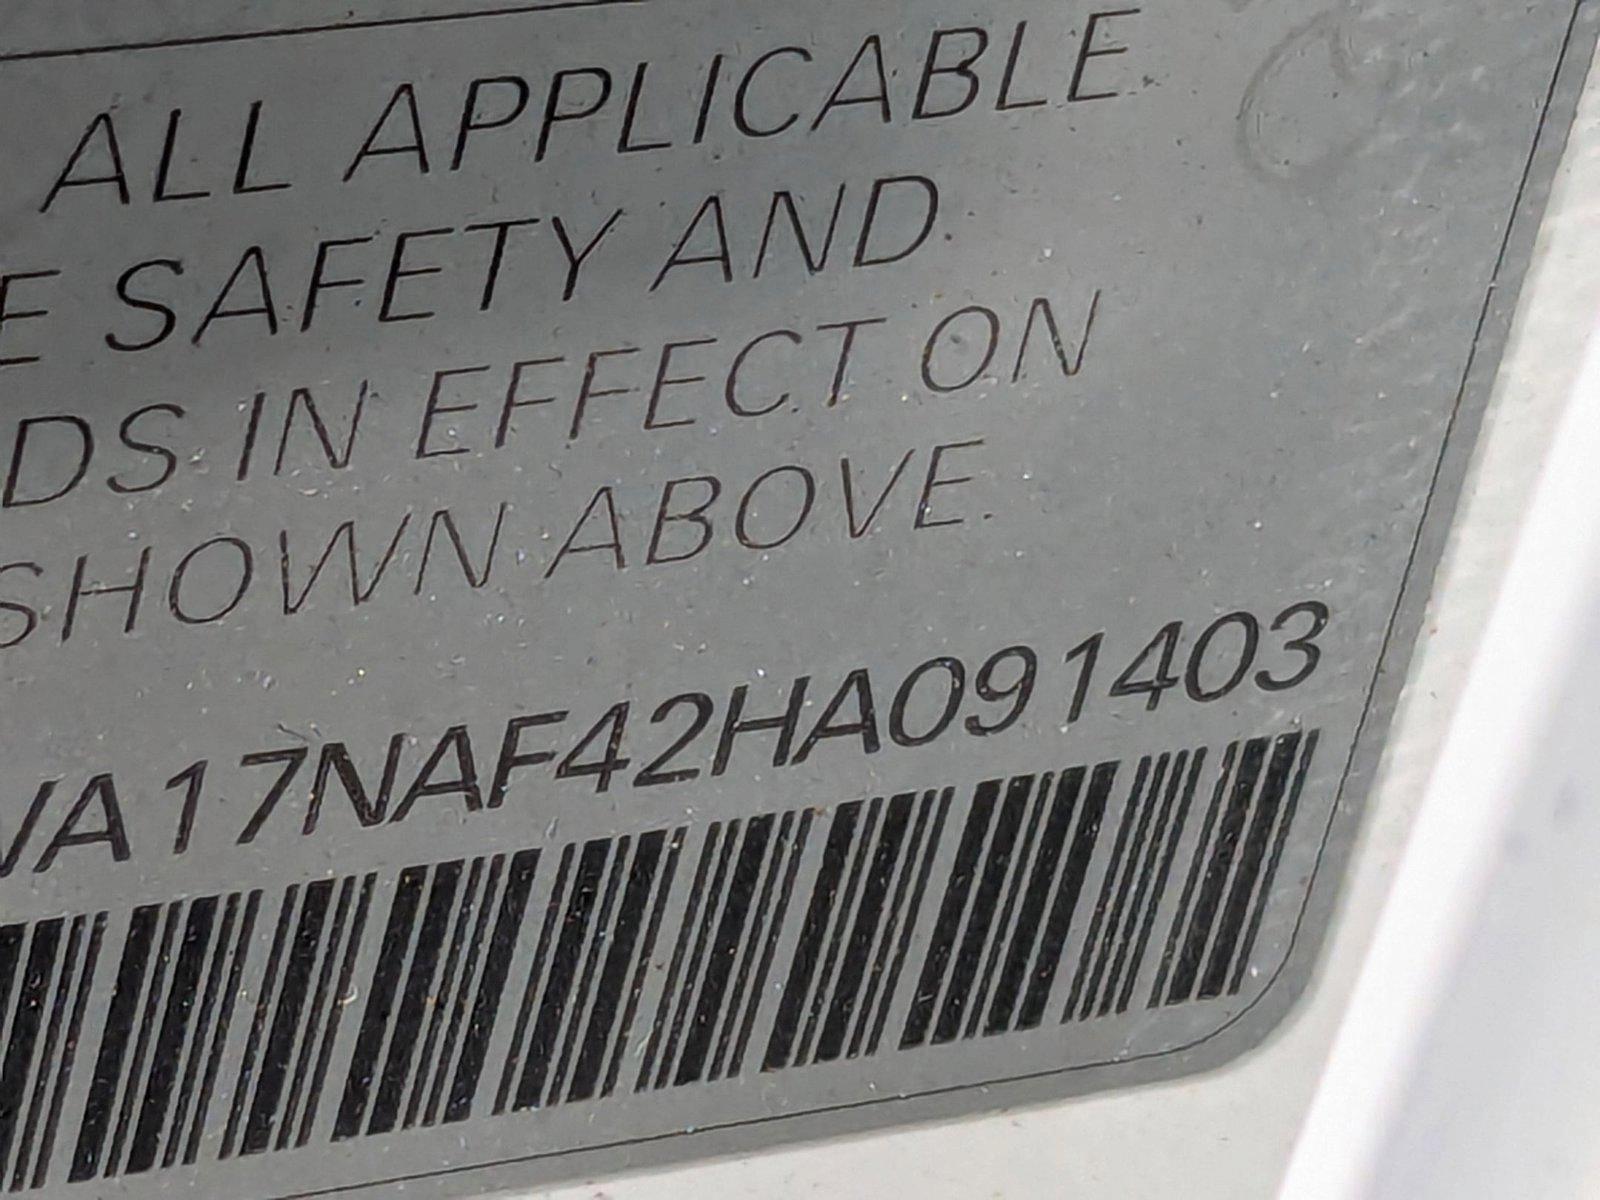 ALL APPLICABLE
E SAFETY AND
DS IN EFFECT ON
SHOWN ABOVE.
VA17NAF42HA091403